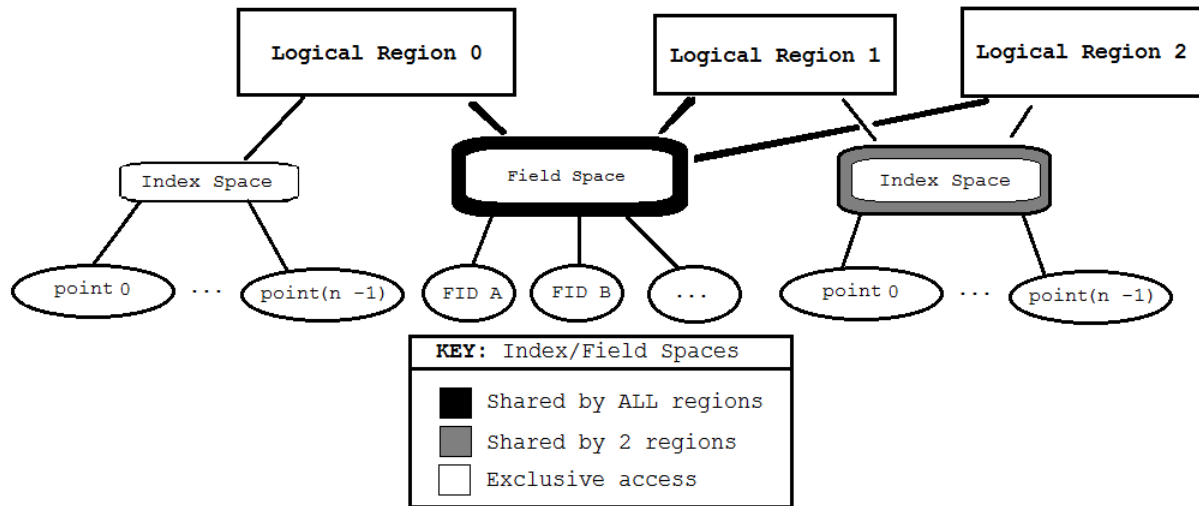 Logical Region 0
Logical Region 1
Logical Region 2
Index Space
Field Space
Index Space
point 0
...
point(n -1)
FID A
FID B
...
point 0
...
point(n -1)
KEY: Index/Field Spaces
Shared by ALL regions
Shared by 2 regions
Exclusive access